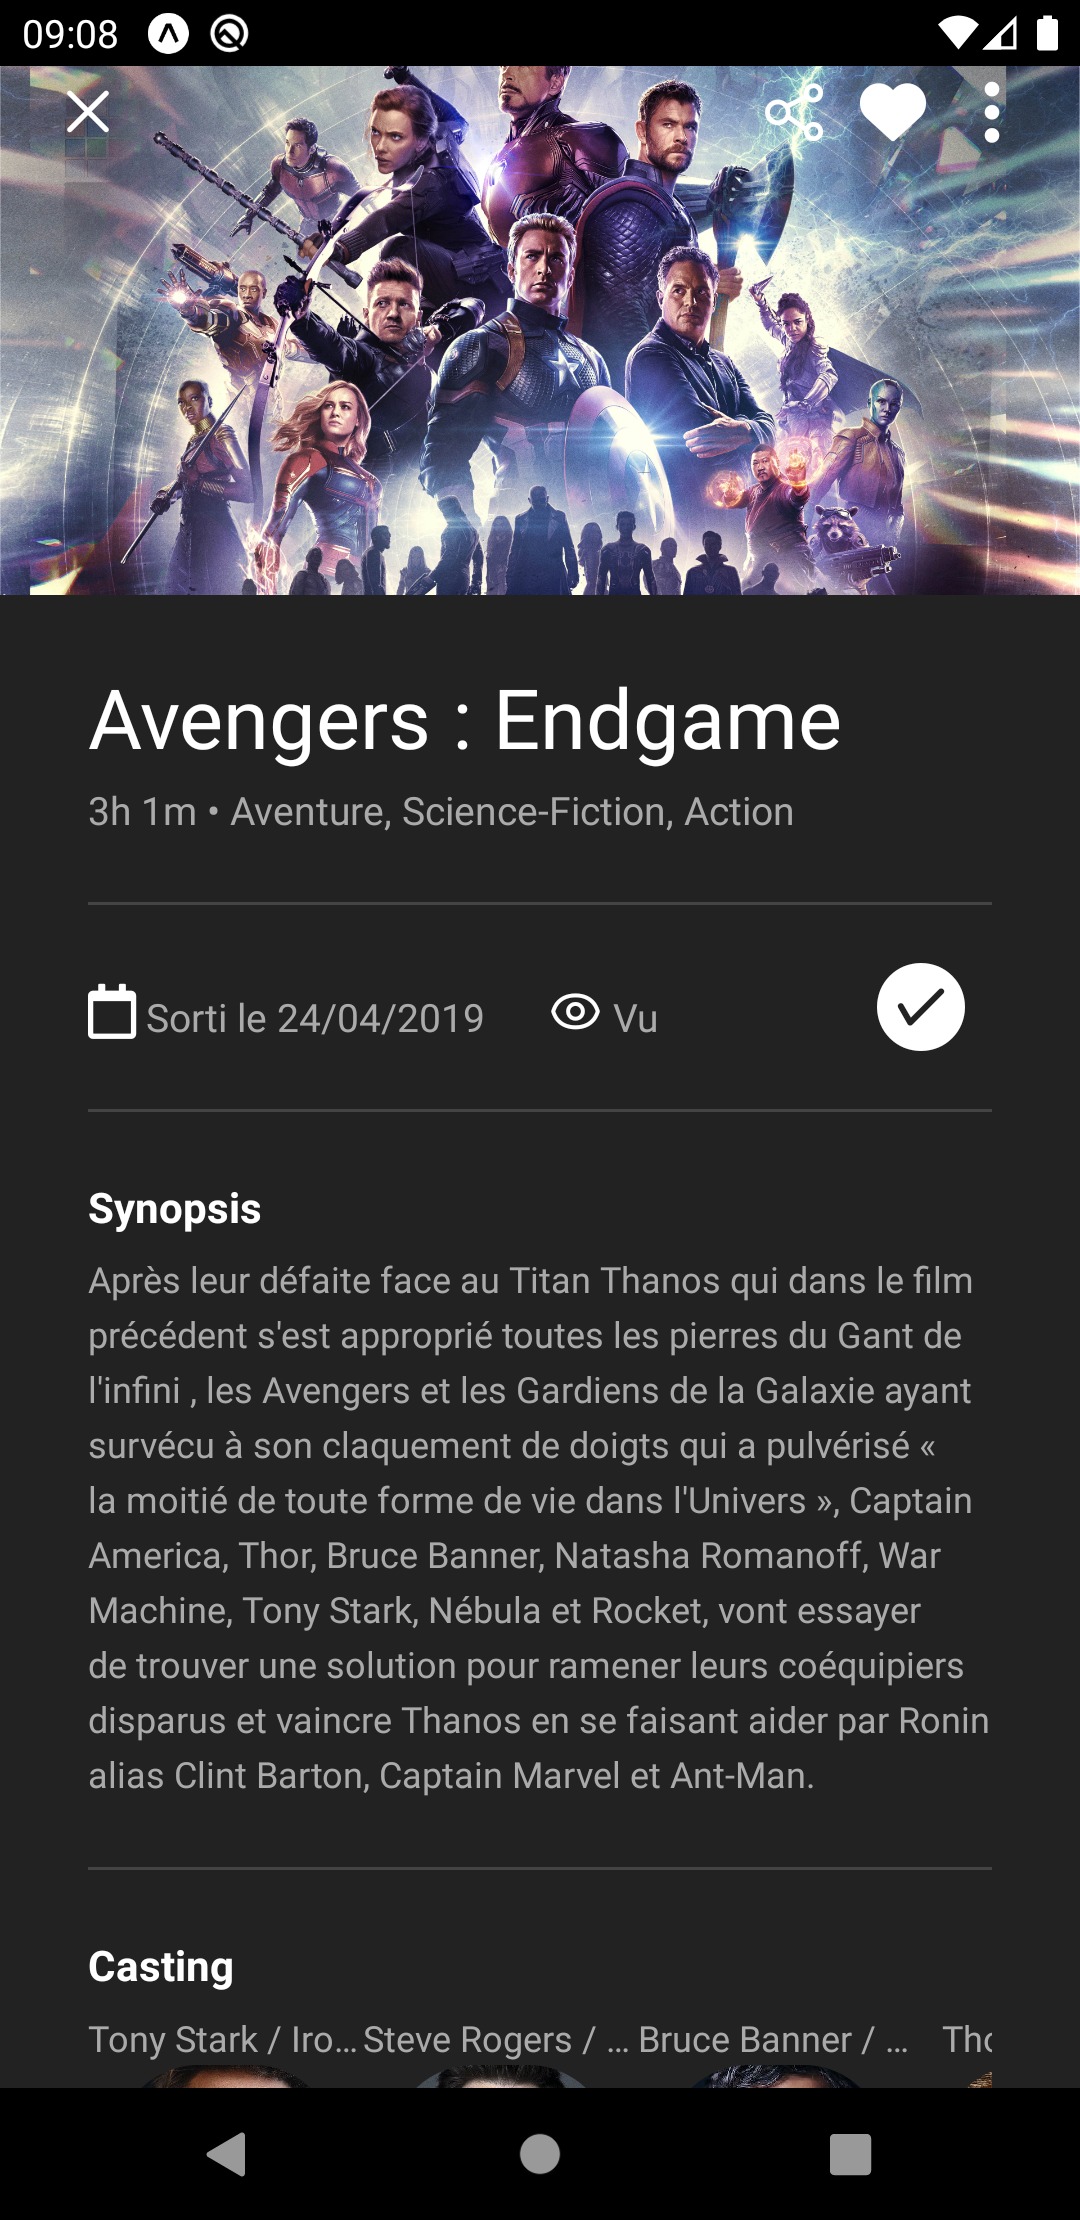 09:08
Avengers : Endgame
3h 1m • Aventure, Science-Fiction, Action
Sorti le 24/04/2019 Vu
Synopsis
Après leur défaite face au Titan Thanos qui dans le film
précédent s'est approprié toutes les pierres du Gant de
l'infini , les Avengers et les Gardiens de la Galaxie ayant
survécu à son claquement de doigts qui a pulvérisé «
la moitié de toute forme de vie dans l'Univers », Captain
America, Thor, Bruce Banner, Natasha Romanoff, War
Machine, Tony Stark, Nébula et Rocket, vont essayer
de trouver une solution pour ramener leurs coéquipiers
disparus et vaincre Thanos en se faisant aider par Ronin
alias Clint Barton, Captain Marvel et Ant-Man.
Casting
Tony Stark / Iro... Steve Rogers / ... Bruce Banner / ...